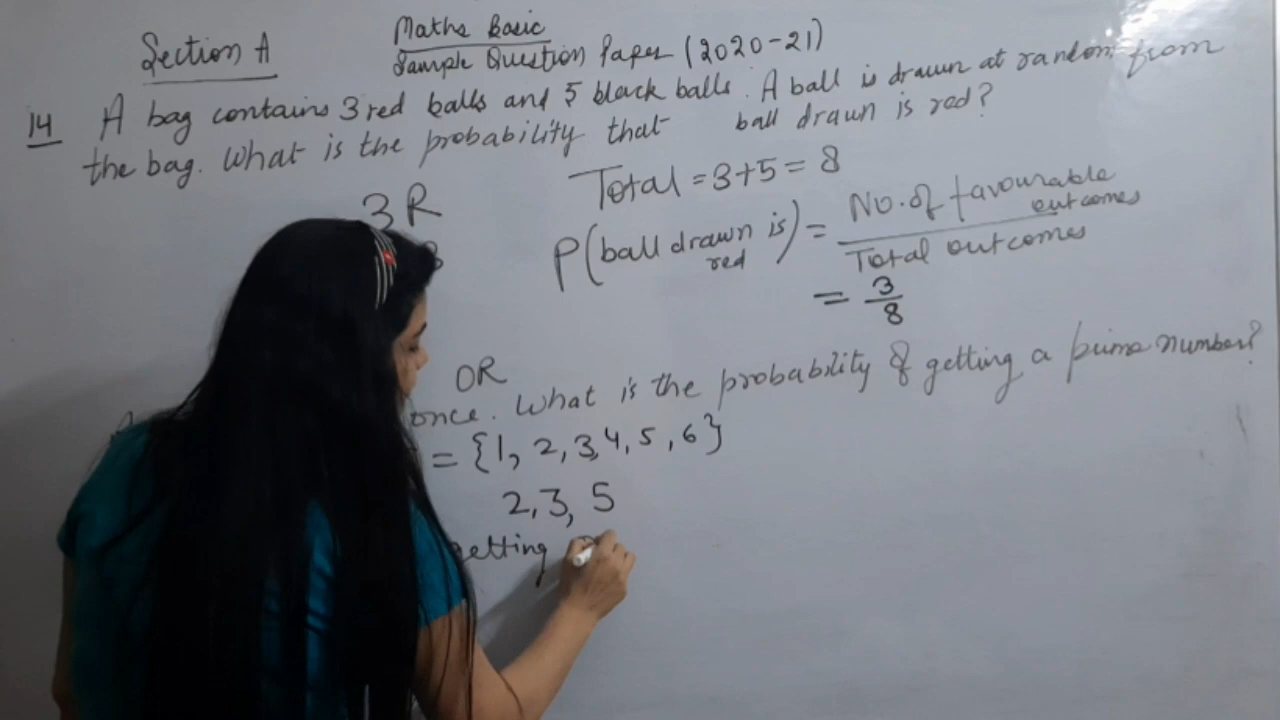 Section A
Maths Basic
Sample Question Paper (2020-21)
14 A bag contains 3 red balls and 5 black balls. A ball is drawn at random from
the bag. What is the probability that ball drawn is red?
3 R
Total = 3+5 = 8
P(ball drawn is red) = No. of favourable outcomes
Total outcomes
= 3/8
OR
once. What is the probability of getting a prime number?
= {1, 2, 3, 4, 5, 6}
2, 3, 5
getting